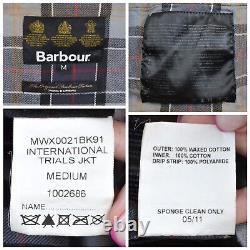 Barbour
M
MWX0021BK91
INTERNATIONAL
TRIALS JKT
MEDIUM
1002686
NAME
OUTER: 100% WAXED COTTON
INNER: 100% COTTON
DRIP STRIP: 100% POLYAMIDE
SPONGE CLEAN ONLY
05/11